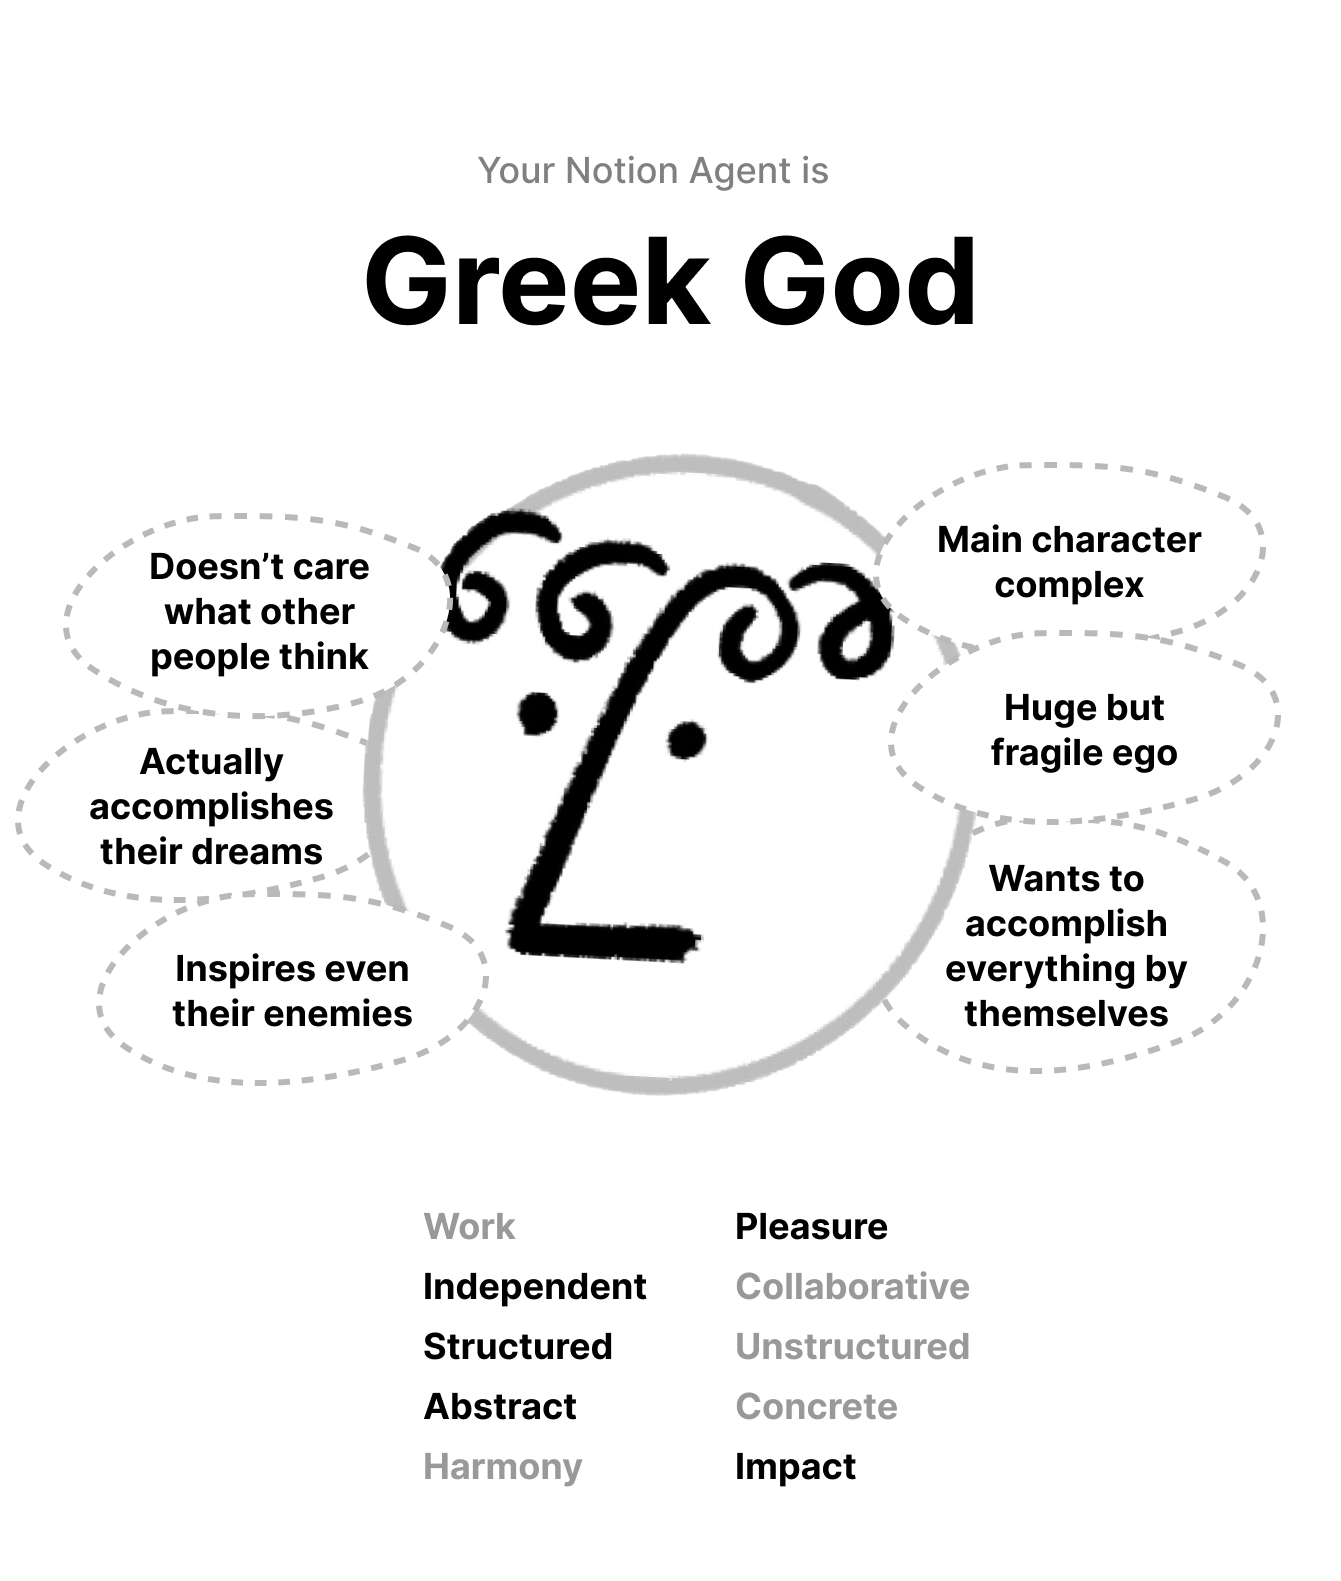 Your Notion Agent is
Greek God
Doesn’t care
what other
people think
Actually
accomplishes
their dreams
Inspires even
their enemies
Main character
complex
Huge but
fragile ego
Wants to
accomplish
everything by
themselves
Work Pleasure
Independent Collaborative
Structured Unstructured
Abstract Concrete
Harmony Impact